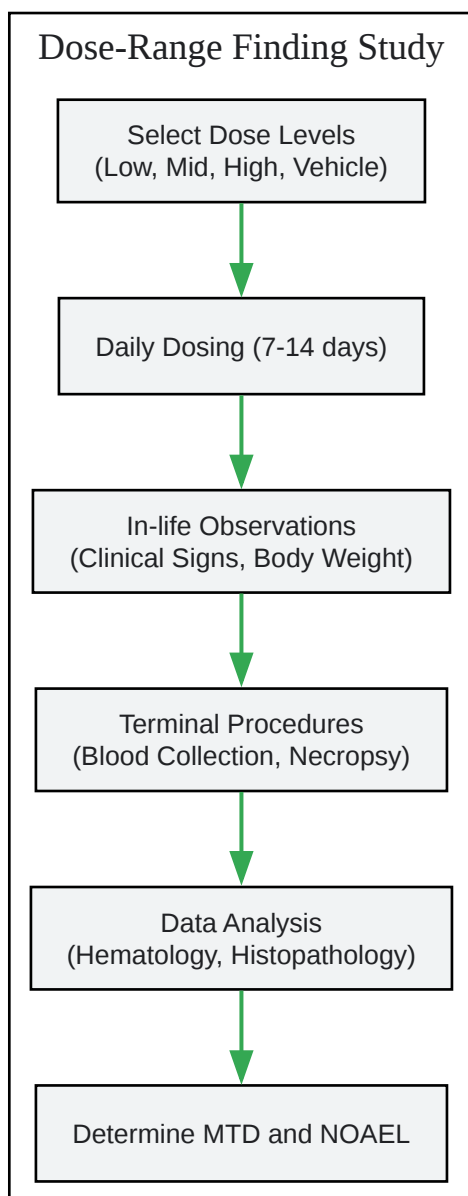 Dose-Range Finding Study
Select Dose Levels
(Low, Mid, High, Vehicle)
Daily Dosing (7-14 days)
In-life Observations
(Clinical Signs, Body Weight)
Terminal Procedures
(Blood Collection, Necropsy)
Data Analysis
(Hematology, Histopathology)
Determine MTD and NOAEL